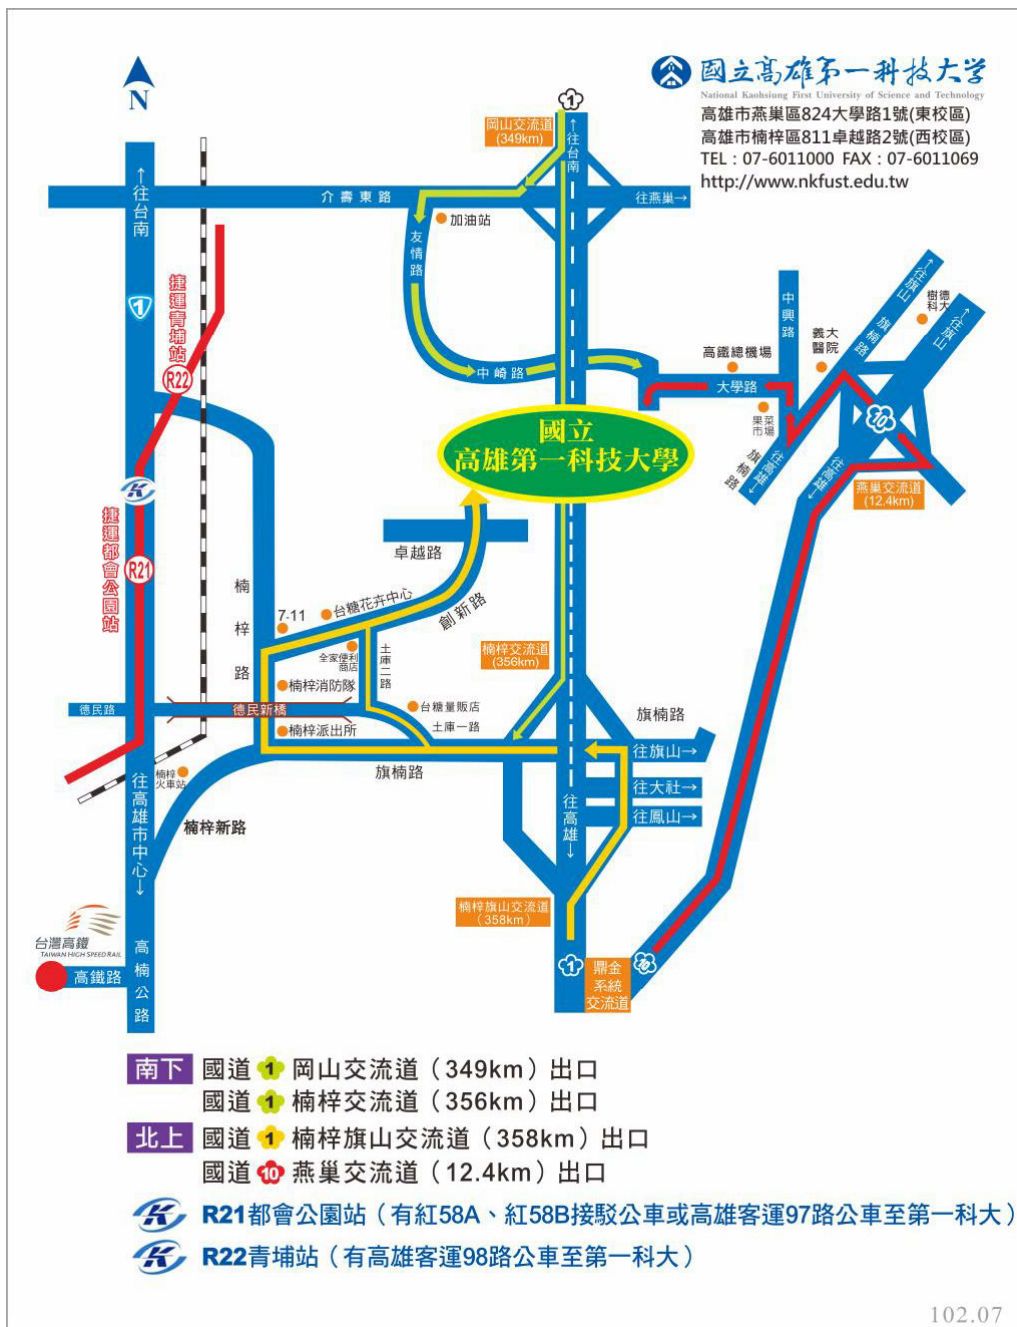 國立高雄第一科技大学
National Kaohsiung First University of Science and Technology
高雄市燕巢區824大學路1號(東校區)
高雄市楠梓區811卓越路2號(西校區)
TEL : 07-6011000 FAX : 07-6011069
http://www.nkfust.edu.tw
N
1
岡山交流道
(349km)
←往台南
←往台南
介壽東路
往燕巢→
加油站
友情路
捷運青埔站
1
R22
中崎路
中興路
高鐵總機場
大學路
義大
醫院
樹德
科大
←往旗山
←往旗山
旗楠路
果菜
市場
往高雄→
旗楠路
往高雄→
10
燕巢交流道
(12.4km)
國立
高雄第一科技大學
捷運都會公園站
R21
卓越路
創新路
楠梓路
7-11
台糖花卉中心
全家便利
商店
土庫二路
楠梓交流道
(356km)
楠梓消防隊
德民路
德民新橋
台糖量販店
土庫一路
楠梓派出所
旗楠路
旗楠路
往旗山→
往大社→
往鳳山→
楠梓
火車站
往高雄市中心→
楠梓新路
往高雄→
楠梓旗山交流道
(358km)
台灣高鐵
TAIWAN HIGH SPEED RAIL
高鐵路
高楠公路
1
鼎金
系統
交流道
10
南下 國道 1 岡山交流道（349km）出口
國道 1 楠梓交流道（356km）出口
北上 國道 1 楠梓旗山交流道（358km）出口
國道 10 燕巢交流道（12.4km）出口
R21都會公園站（有紅58A、紅58B接駁公車或高雄客運97路公車至第一科大）
R22青埔站（有高雄客運98路公車至第一科大）
102.07